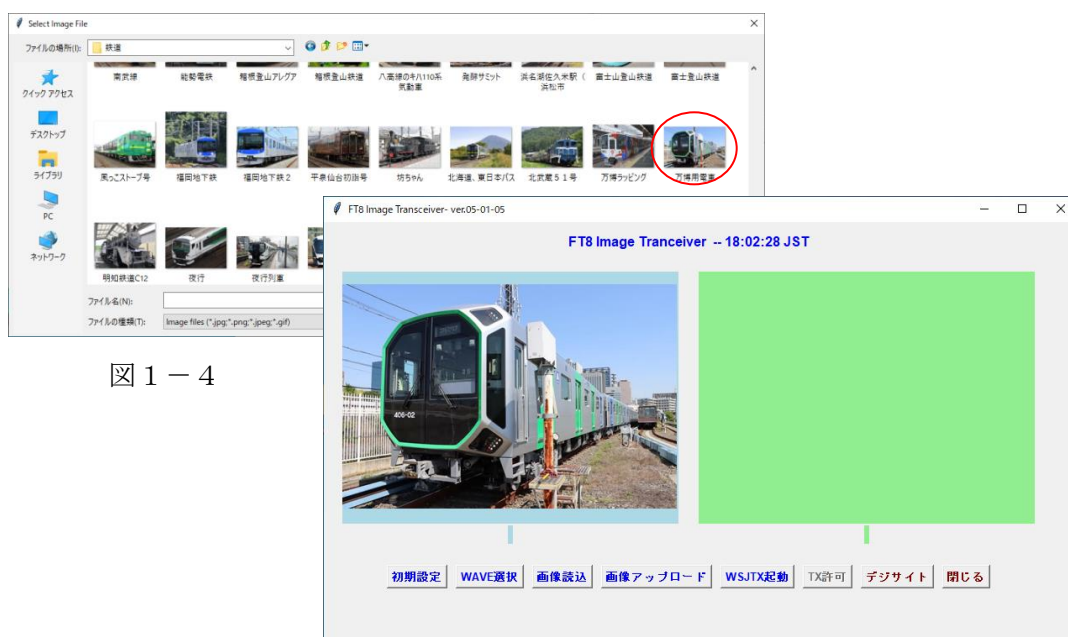 Select Image File
ファイルの場所(I):
鉄道
クイック アクセス
デスクトップ
ライブラリ
PC
ネットワーク
南武線
能勢電鉄
箱根登山アレグア
箱根登山鉄道
八高線のキハ110系
気動車
発酵サミット
浜名湖佐久米駅(
浜松市
富士山登山鉄道
富士登山鉄道
風っこストーブ号
福岡地下鉄
福岡地下鉄2
平泉仙台初詣号
坊ちゃん
北海道、東日本パス
北武蔵51号
万博ラッピング
万博用電車
明知鉄道C12
夜行
夜行列車
ファイル名(N):
ファイルの種類(T):
Image files (*.jpg;*.png;*.jpeg;*.gif)
図1-4
FT8 Image Transceiver- ver.05-01-05
FT8 Image Tranceiver -- 18:02:28 JST
406-02
初期設定
WAVE選択
画像読込
画像アップロード
WSJTX起動
TX許可
デジサイト
閉じる